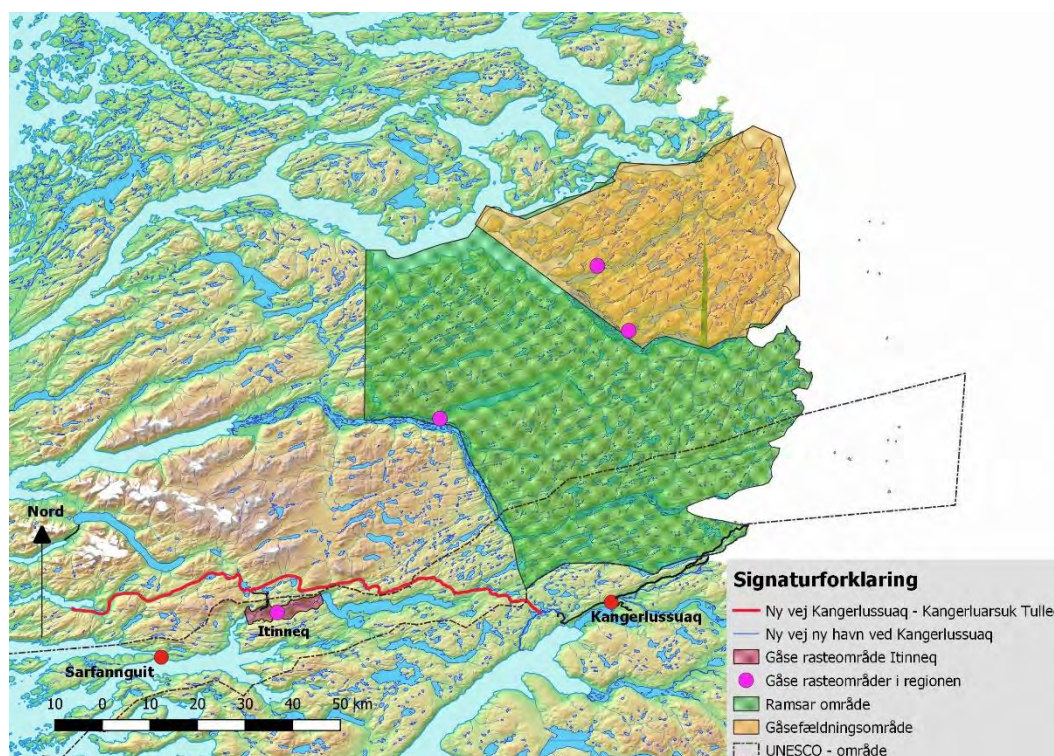 Nord
Itinneq
Kangerlussuaq
Sarfannguit
10 0 10 20 30 40 50 km
Signaturforklaring
Ny vej Kangerlussuaq - Kangerluarsuk Tulle
Ny vej ny havn ved Kangerlussuaq
Gåse rasteområde Itinneq
Gåse rasteområder i regionen
Ramsar område
Gåsefældningsområde
UNESCO - område